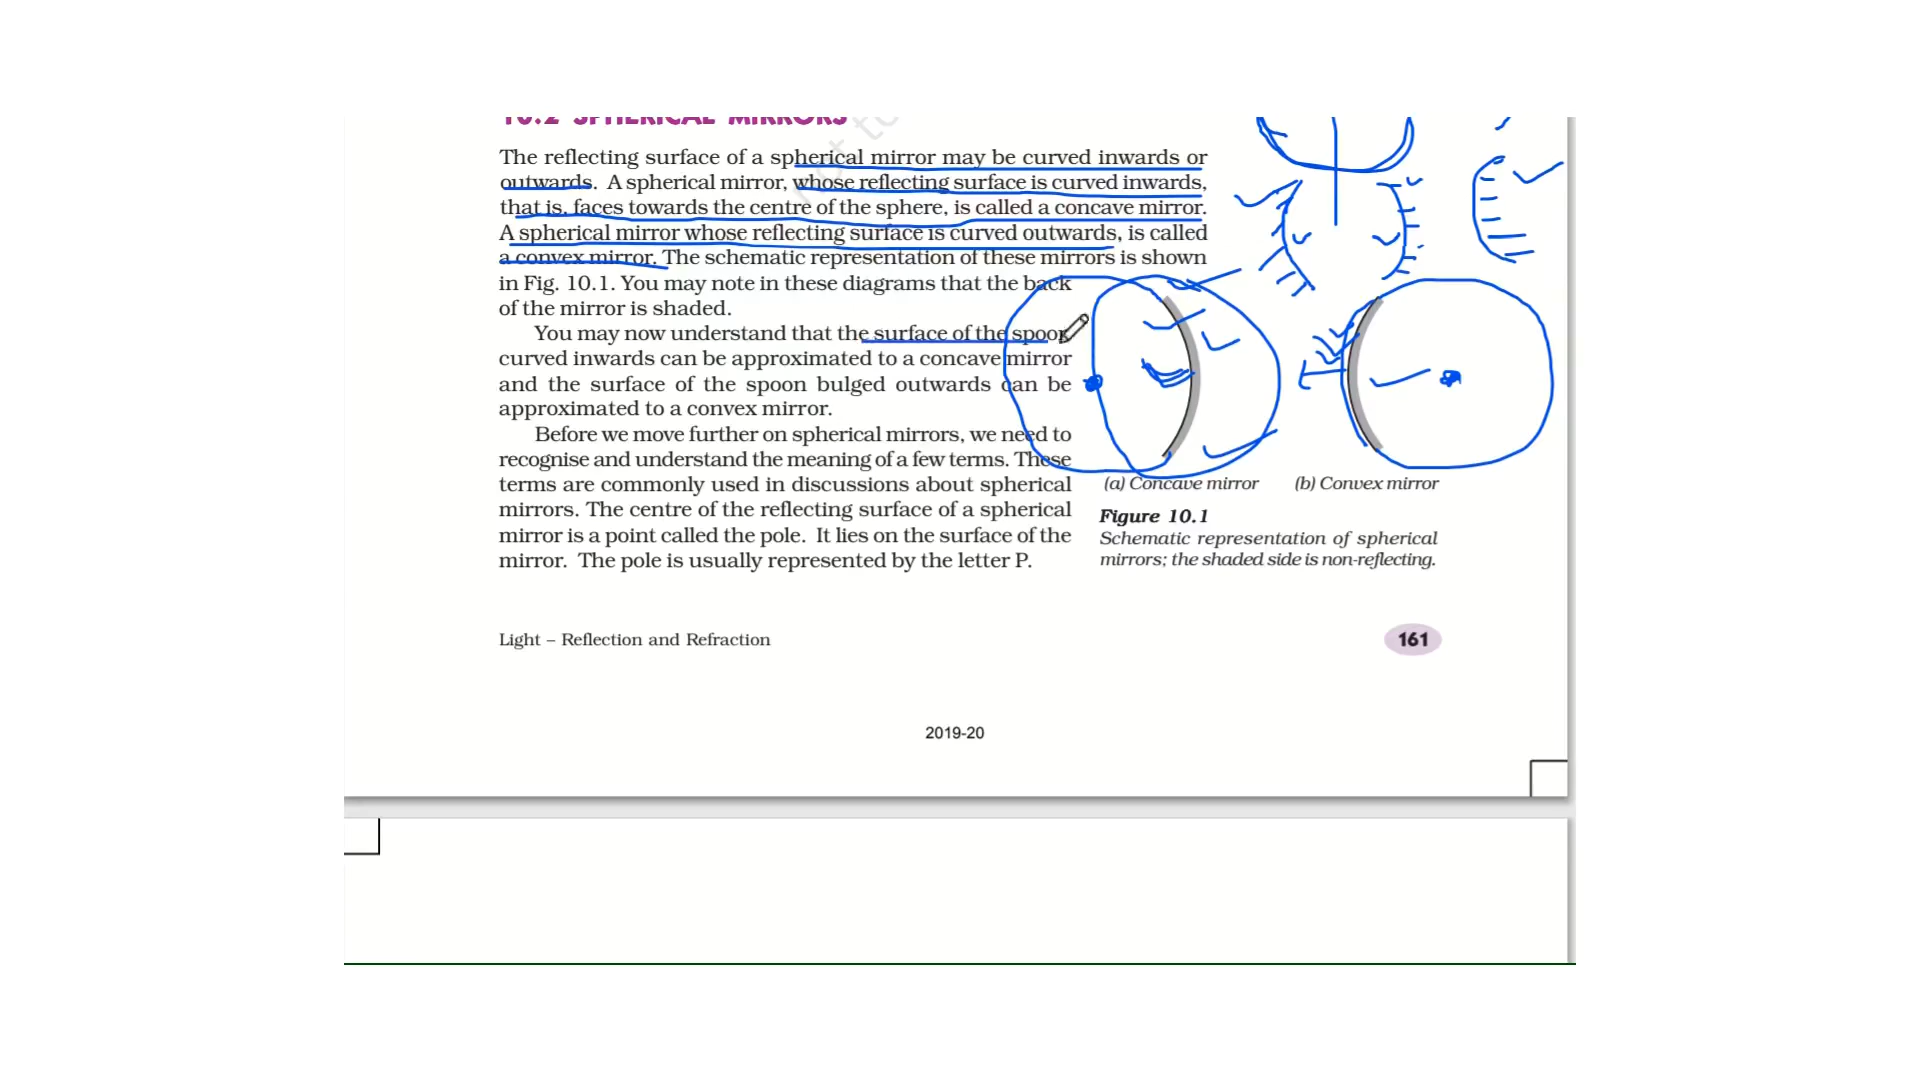 10.2 SPHERICAL MIRRORS
The reflecting surface of a spherical mirror may be curved inwards or
outwards. A spherical mirror, whose reflecting surface is curved inwards,
that is, faces towards the centre of the sphere, is called a concave mirror.
A spherical mirror whose reflecting surface is curved outwards, is called
a convex mirror. The schematic representation of these mirrors is shown
in Fig. 10.1. You may note in these diagrams that the back
of the mirror is shaded.
You may now understand that the surface of the spoon
curved inwards can be approximated to a concave mirror
and the surface of the spoon bulged outwards can be
approximated to a convex mirror.
Before we move further on spherical mirrors, we need to
recognise and understand the meaning of a few terms. These
terms are commonly used in discussions about spherical
mirrors. The centre of the reflecting surface of a spherical
mirror is a point called the pole. It lies on the surface of the
mirror. The pole is usually represented by the letter P.
(a) Concave mirror (b) Convex mirror
Figure 10.1
Schematic representation of spherical
mirrors; the shaded side is non-reflecting.
Light – Reflection and Refraction
161
2019-20